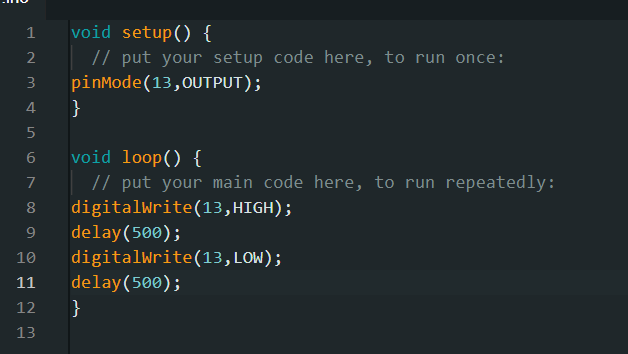 .ino
1 void setup() {
2 // put your setup code here, to run once:
3 pinMode(13,OUTPUT);
4 }
5
6 void loop() {
7 // put your main code here, to run repeatedly:
8 digitalWrite(13,HIGH);
9 delay(500);
10 digitalWrite(13,LOW);
11 delay(500);
12 }
13